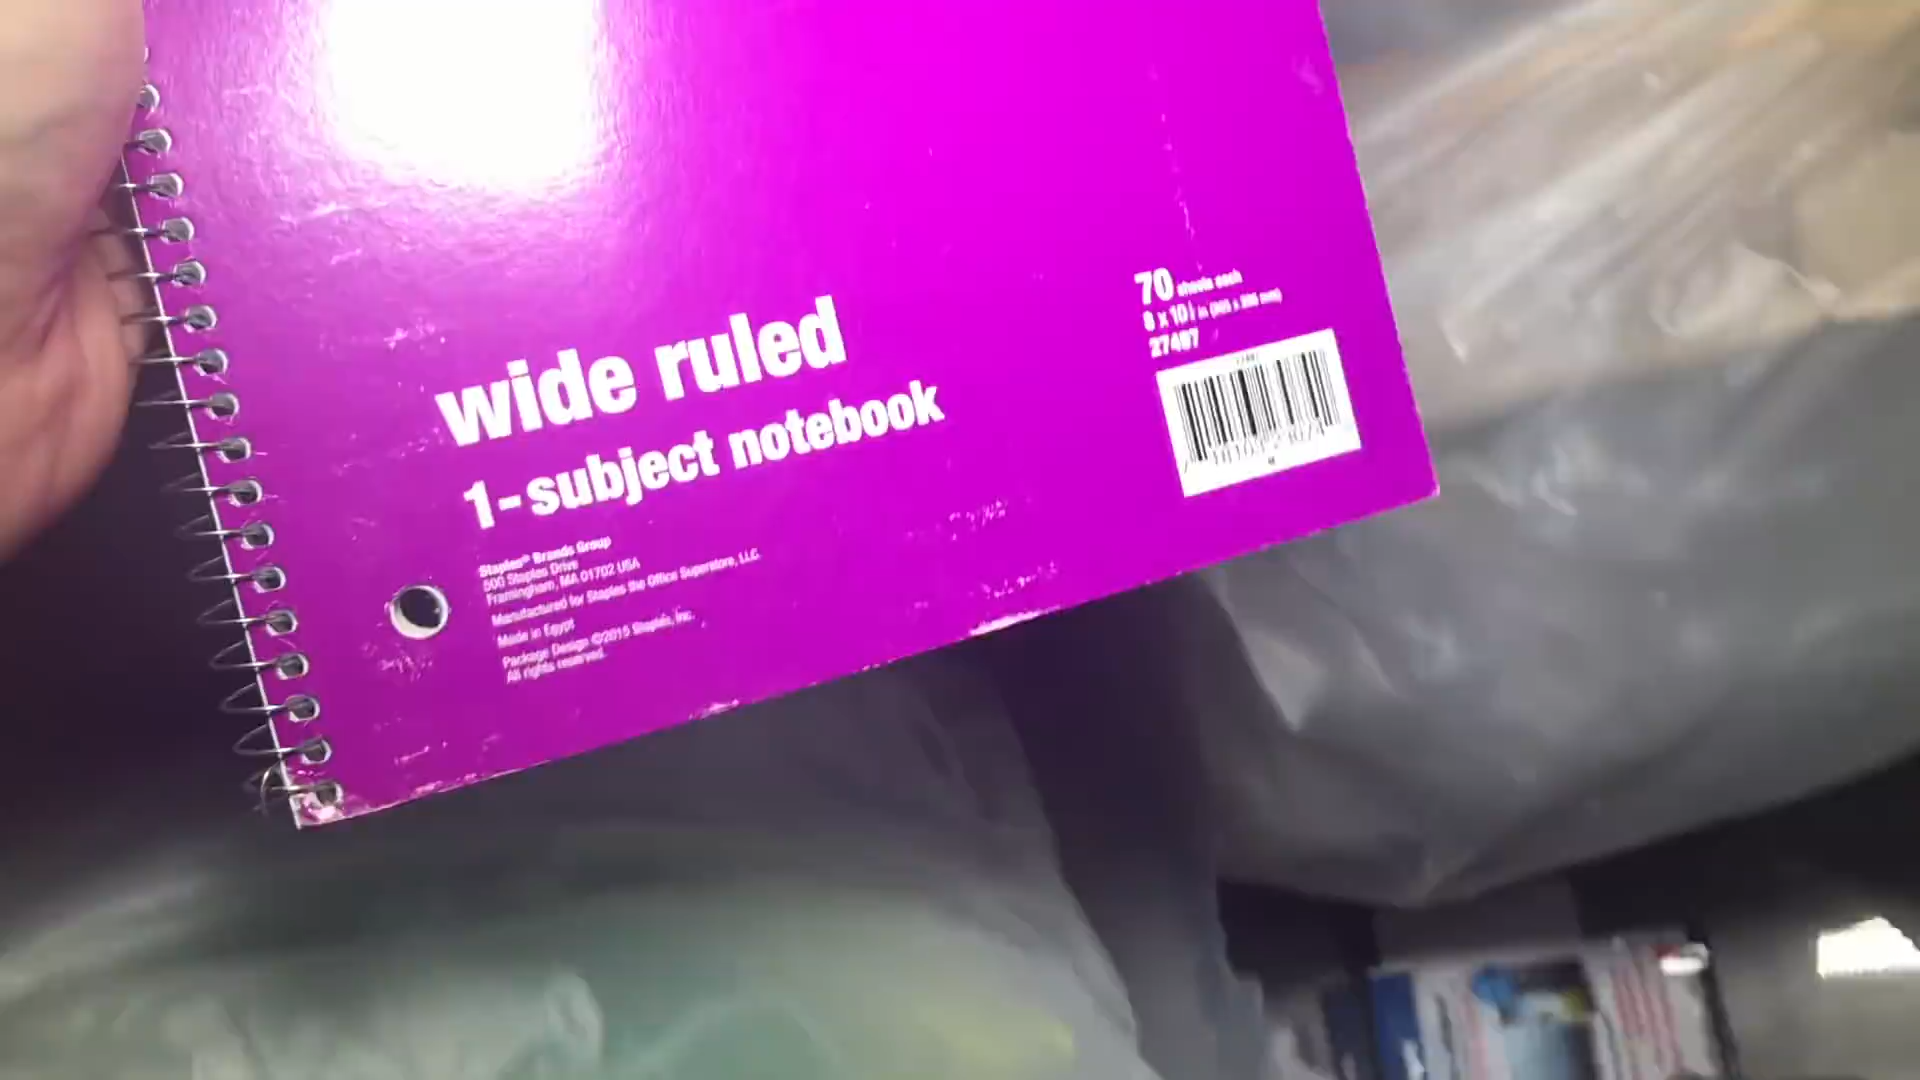 wide ruled
1-subject notebook
70 sheets each
27497
Staples® Brands Group
500 Staples Drive
Framingham, MA 01702 USA
Manufactured for Staples the Office Superstore, LLC.
Made in Egypt
Package Design ©2015 Staples, Inc.
All rights reserved.